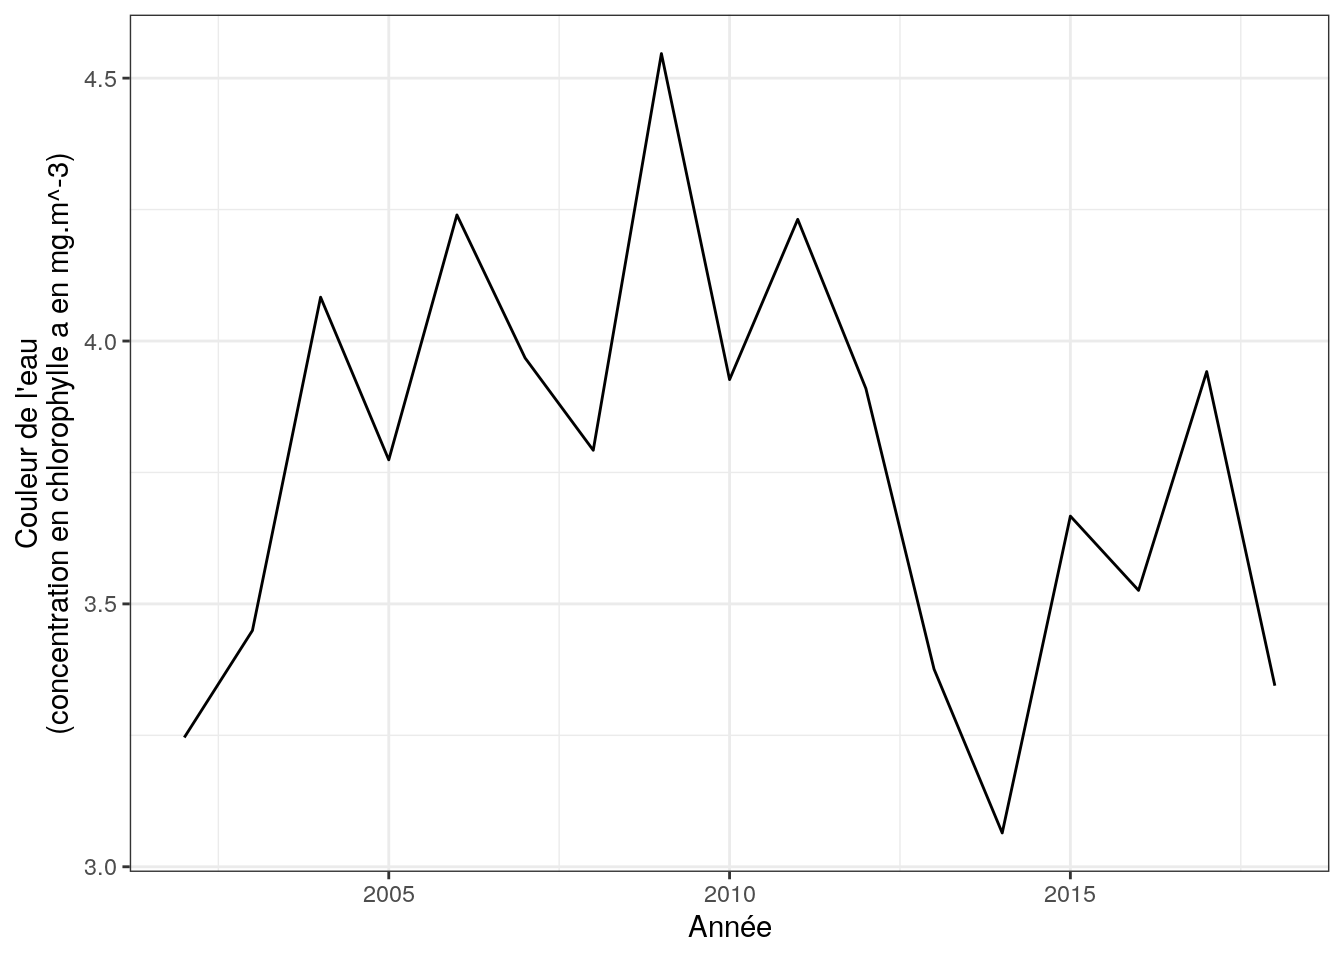 Couleur de l'eau
(concentration en chlorophylle a en mg.m^-3)
4.5
4.0
3.5
3.0
2005
2010
2015
Année